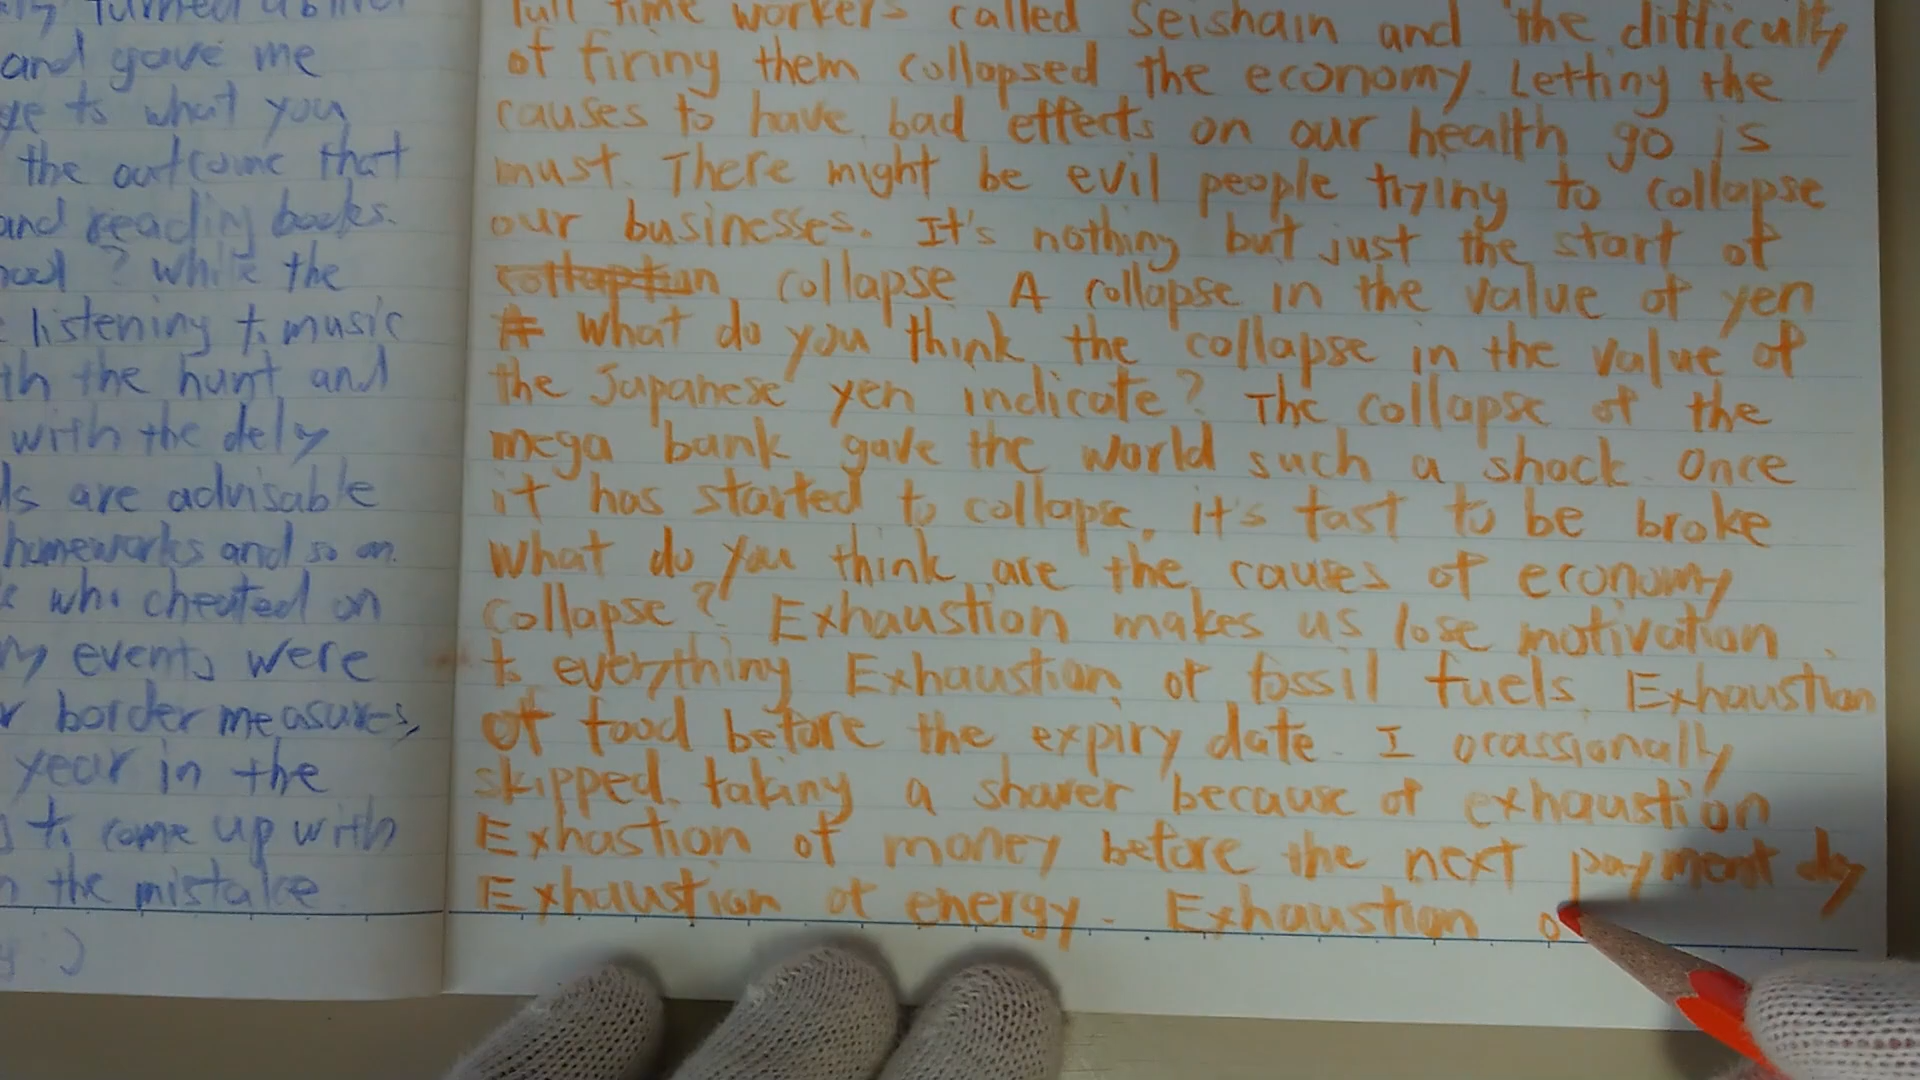 and gave me
to what you
the outcome that
and reading books.
? while the
listening to music
the hunt and
with the dely
are advisable
homeworks and so on.
who cheated on
events were
border measures,
year in the
to come up with
the mistake
:)
full time workers called Seishain and the difficulty
of firiny them collapsed the economy. Letting the
causes to have bad effects on our health go is
must. There might be evil people trying to collapse
our businesses. It's nothing but just the start of
collapse A collapse in the value of yen
What do you think the collapse in the value of
the Japanese yen indicate? The collapse of the
mega bank gave the world such a shock. Once
it has started to collapse, it's fast to be broke
What do you think are the causes of economy
collapse? Exhaustion makes us lose motivation
to everything Exhaustion of fossil fuels. Exhaustion
of food before the expiry date. I ocassionally
skipped taking a shower because of exhaustion
Exhastion of money before the next payment day
Exhaustion of energy. Exhaustion o